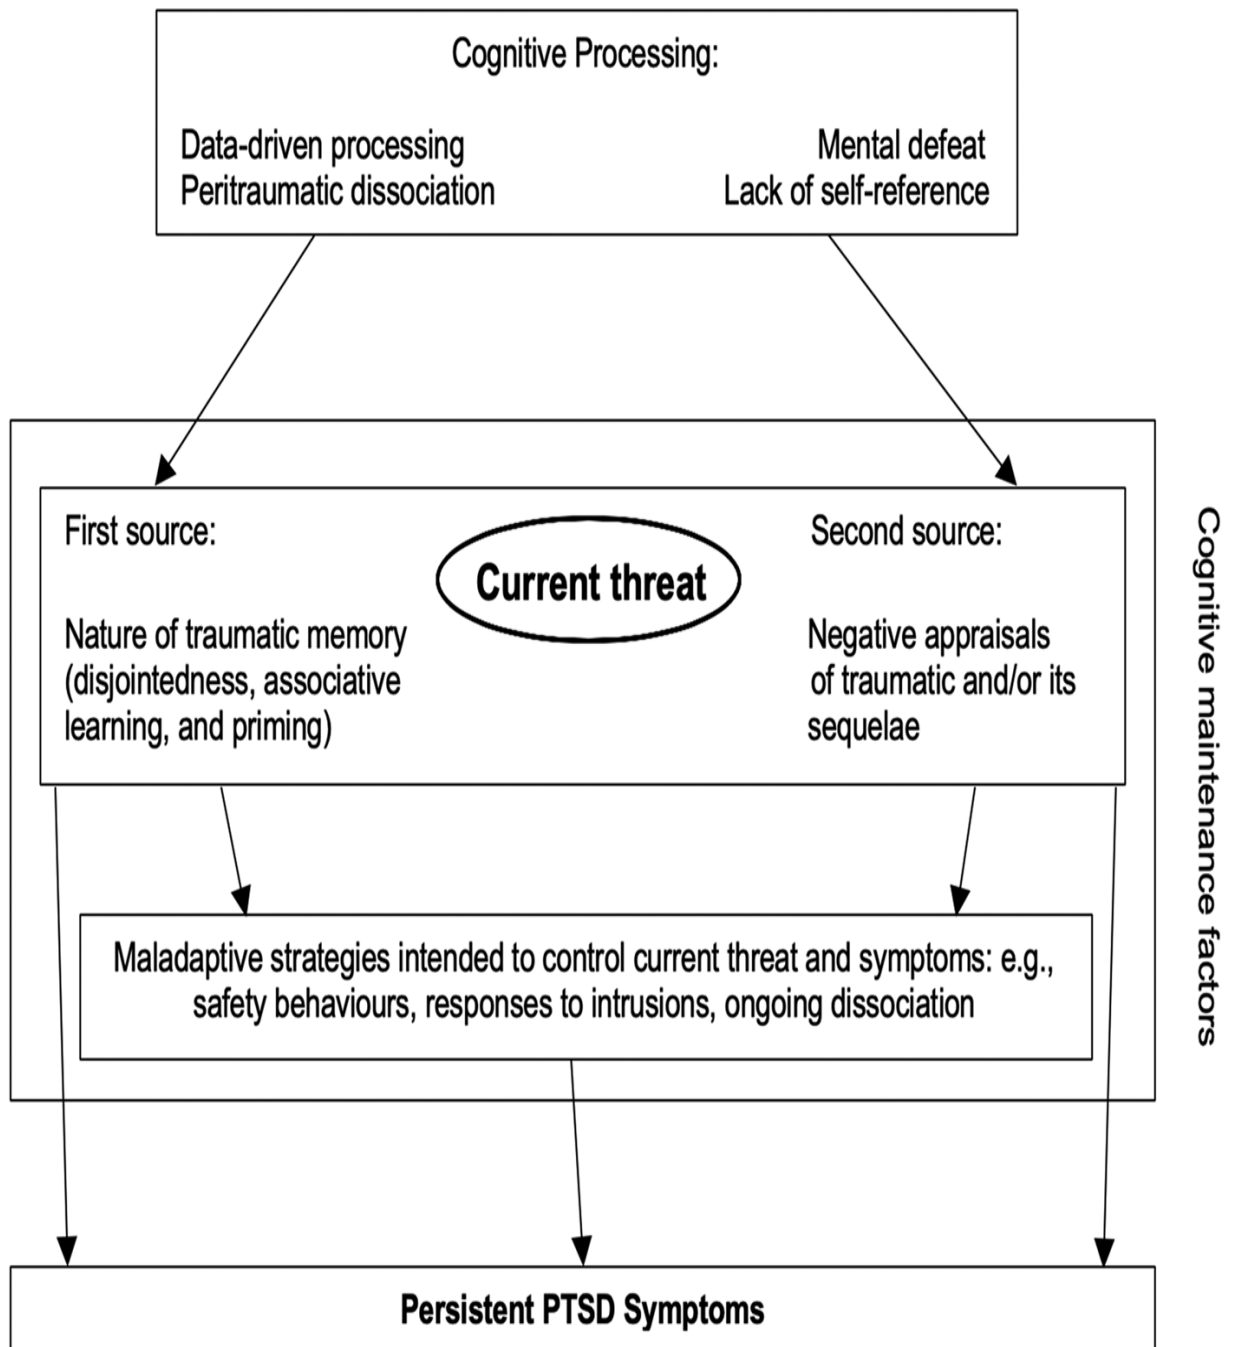 Cognitive Processing:
Data-driven processing
Peritraumatic dissociation
Mental defeat
Lack of self-reference
First source:
Nature of traumatic memory
(disjointedness, associative
learning, and priming)
Current threat
Second source:
Negative appraisals
of traumatic and/or its
sequelae
Maladaptive strategies intended to control current threat and symptoms: e.g.,
safety behaviours, responses to intrusions, ongoing dissociation
Cognitive maintenance factors
Persistent PTSD Symptoms